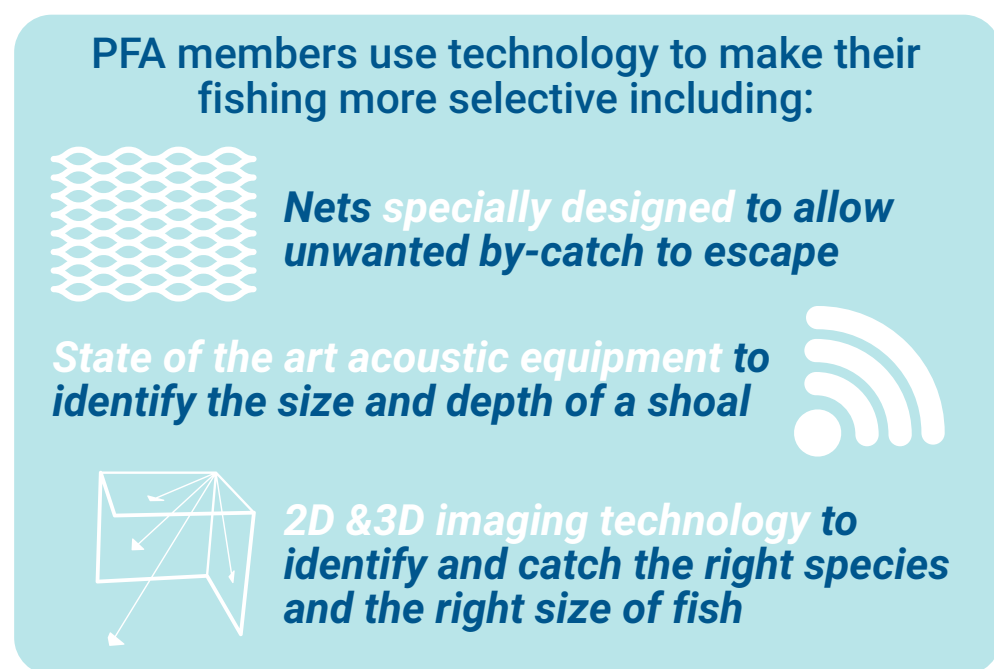 PFA members use technology to make their
fishing more selective including:
Nets specially designed to allow
unwanted by-catch to escape
State of the art acoustic equipment to
identify the size and depth of a shoal
2D &3D imaging technology to
identify and catch the right species
and the right size of fish